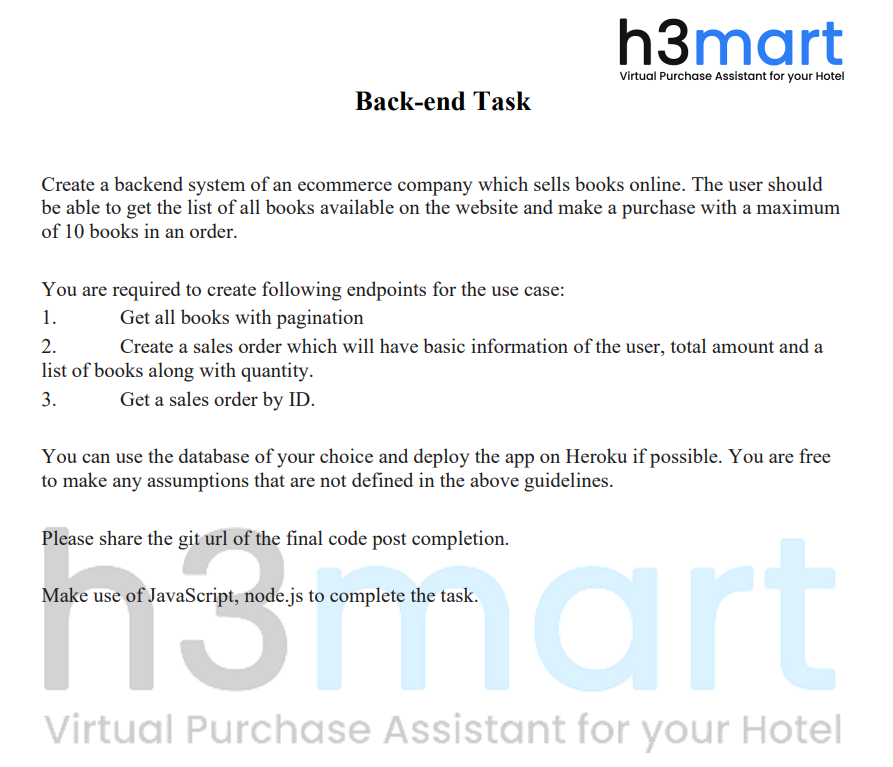 h3mart
Virtual Purchase Assistant for your Hotel
Back-end Task
Create a backend system of an ecommerce company which sells books online. The user should
be able to get the list of all books available on the website and make a purchase with a maximum
of 10 books in an order.
You are required to create following endpoints for the use case:
1. Get all books with pagination
2. Create a sales order which will have basic information of the user, total amount and a
list of books along with quantity.
3. Get a sales order by ID.
You can use the database of your choice and deploy the app on Heroku if possible. You are free
to make any assumptions that are not defined in the above guidelines.
Please share the git url of the final code post completion.
Make use of JavaScript, node.js to complete the task.
h3mart
Virtual Purchase Assistant for your Hotel